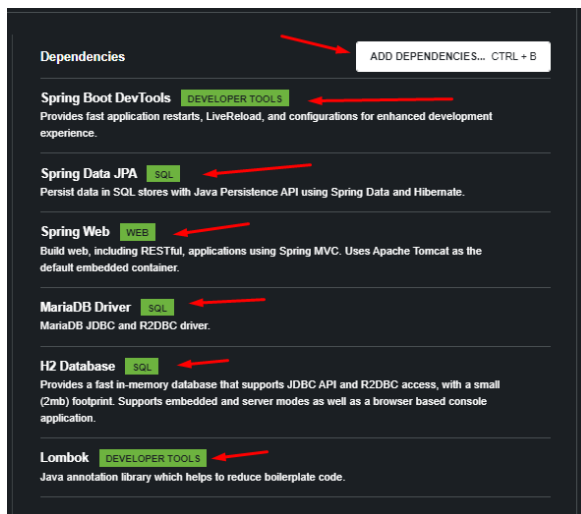 Dependencies ADD DEPENDENCIES... CTRL + B
Spring Boot DevTools DEVELOPER TOOLS
Provides fast application restarts, LiveReload, and configurations for enhanced development
experience.
Spring Data JPA SQL
Persist data in SQL stores with Java Persistence API using Spring Data and Hibernate.
Spring Web WEB
Build web, including RESTful, applications using Spring MVC. Uses Apache Tomcat as the
default embedded container.
MariaDB Driver SQL
MariaDB JDBC and R2DBC driver.
H2 Database SQL
Provides a fast in-memory database that supports JDBC API and R2DBC access, with a small
(2mb) footprint. Supports embedded and server modes as well as a browser based console
application.
Lombok DEVELOPER TOOLS
Java annotation library which helps to reduce boilerplate code.